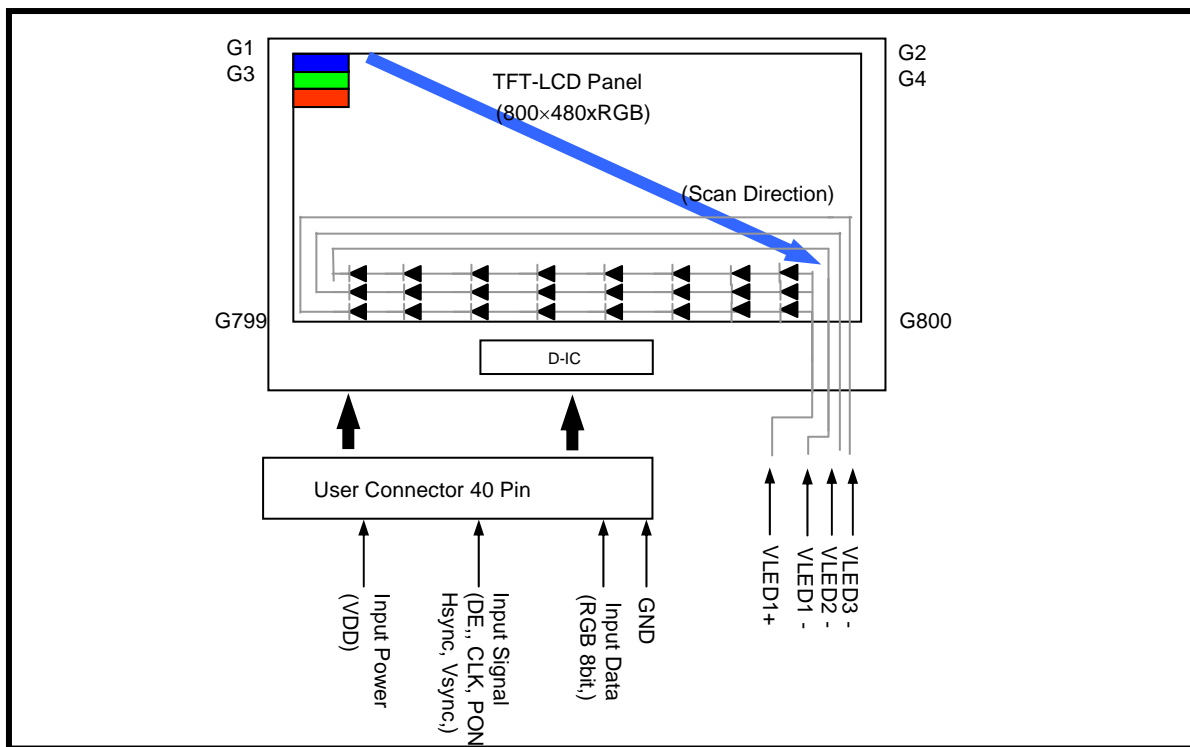 G1
G3
G2
G4
TFT-LCD Panel
(800×480xRGB)
(Scan Direction)
G799
G800
D-IC
User Connector 40 Pin
Input Power
(VDD)
Input Signal
(DE,, CLK, PON
Hsync, Vsync,)
Input Data
(RGB 8bit,)
GND
VLED1+
VLED1 -
VLED2 -
VLED3 -